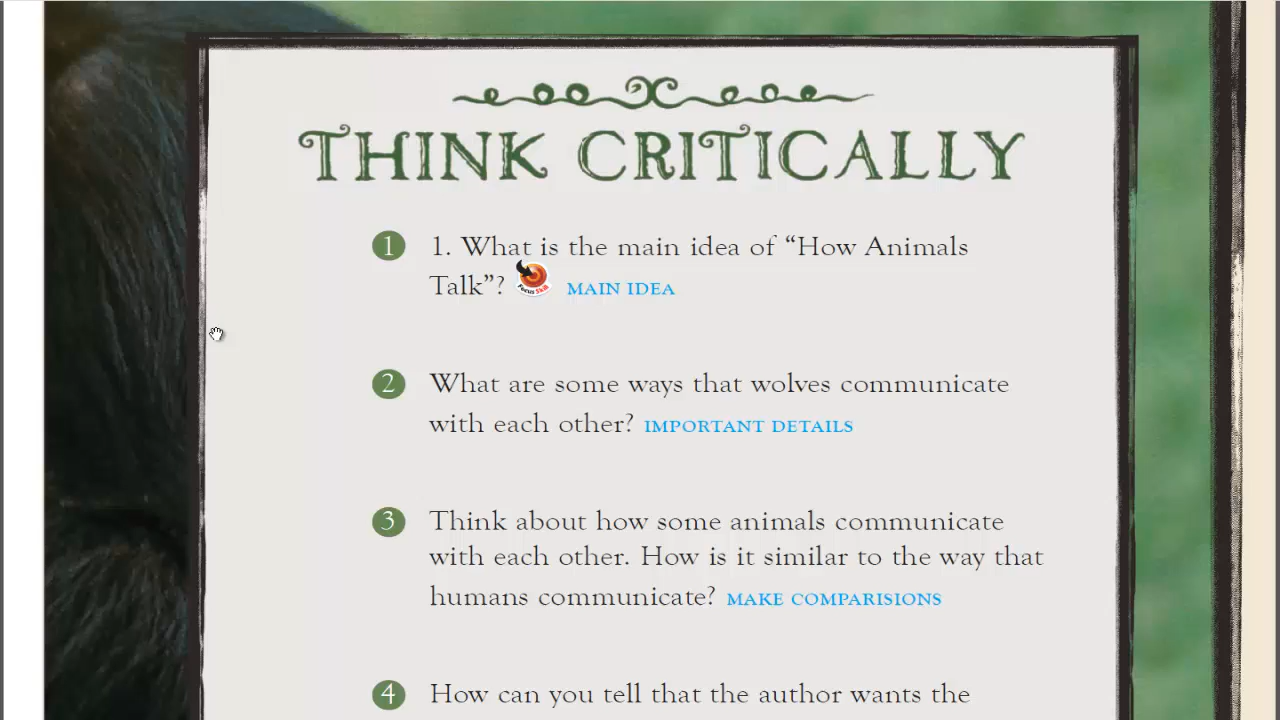 THINK CRITICALLY
1 1. What is the main idea of “How Animals
Talk”? Focus Skill MAIN IDEA
2 What are some ways that wolves communicate
with each other? IMPORTANT DETAILS
3 Think about how some animals communicate
with each other. How is it similar to the way that
humans communicate? MAKE COMPARISIONS
4 How can you tell that the author wants the